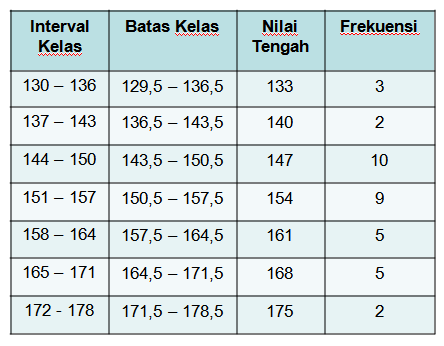 Interval Kelas Batas Kelas Nilai Tengah Frekuensi
130 – 136 129,5 – 136,5 133 3
137 – 143 136,5 – 143,5 140 2
144 – 150 143,5 – 150,5 147 10
151 – 157 150,5 – 157,5 154 9
158 – 164 157,5 – 164,5 161 5
165 – 171 164,5 – 171,5 168 5
172 - 178 171,5 – 178,5 175 2